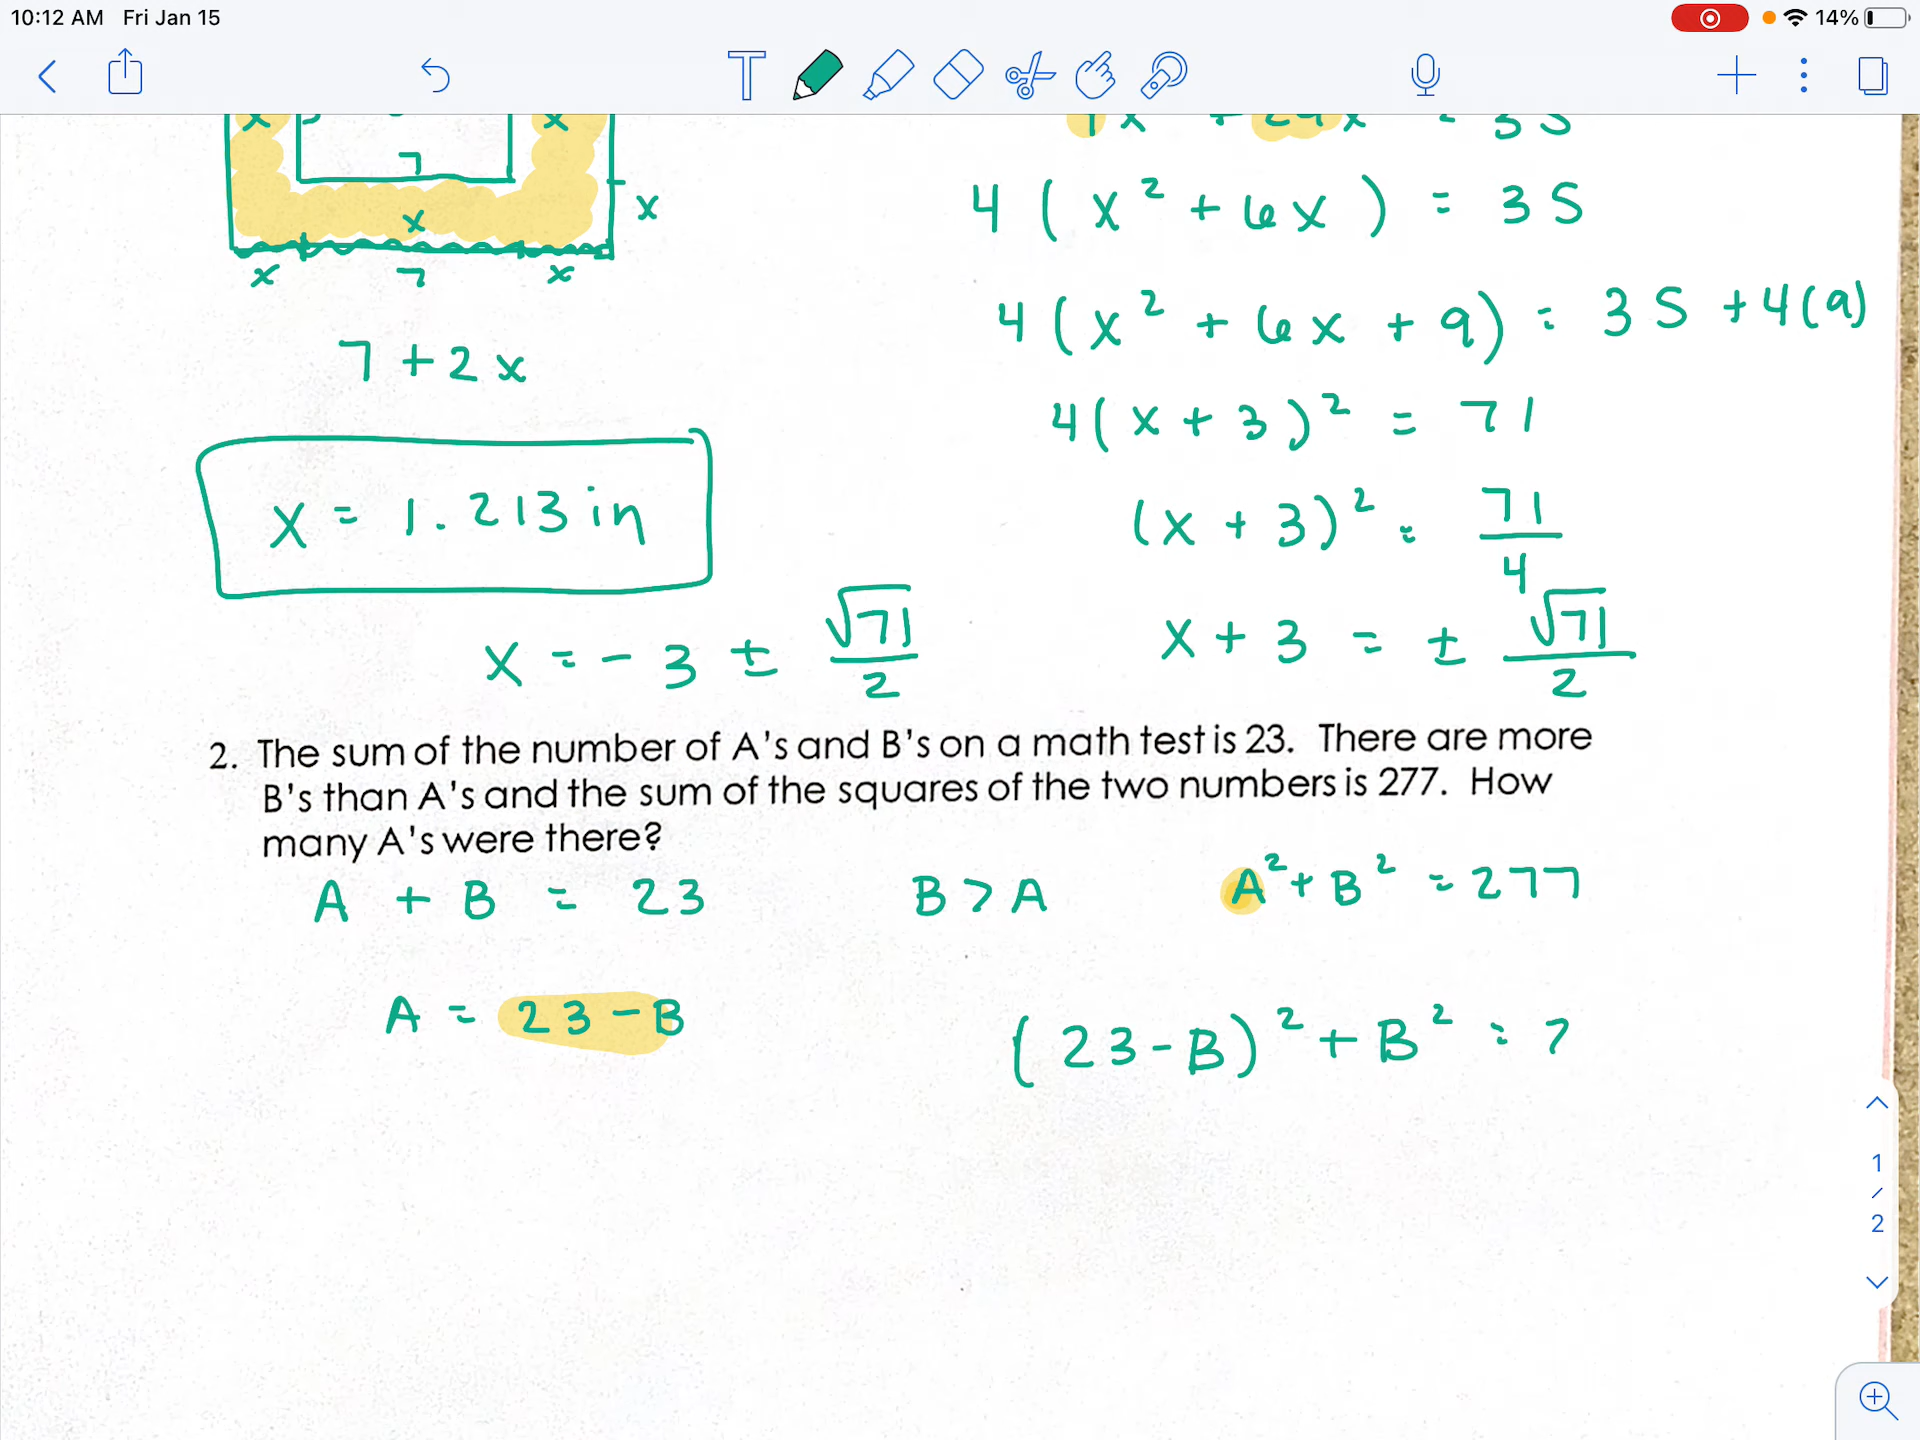 10:12 AM Fri Jan 15
14%
T
x x
7
x
x
x 7 x
7 + 2x
x = 1.213 in
x = -3 ± √71/2
= 35
4(x² + 6x) = 35
4(x² + 6x + 9) = 35 + 4(9)
4(x + 3)² = 71
(x + 3)² = 71/4
x + 3 = ± √71/2
2. The sum of the number of A's and B's on a math test is 23. There are more
B's than A's and the sum of the squares of the two numbers is 277. How
many A's were there?
A + B = 23 B > A A² + B² = 277
A = 23 - B (23 - B)² + B² = 2
1
/
2